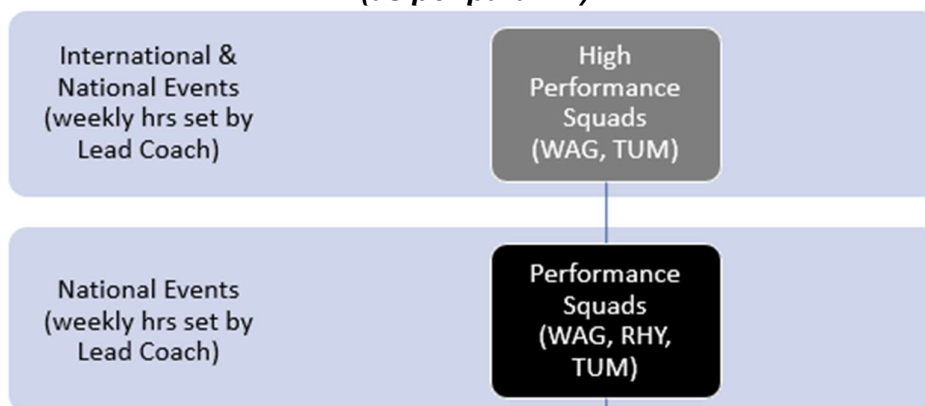 International &
National Events
(weekly hrs set by
Lead Coach)
High
Performance
Squads
(WAG, TUM)
National Events
(weekly hrs set by
Lead Coach)
Performance
Squads
(WAG, RHY,
TUM)